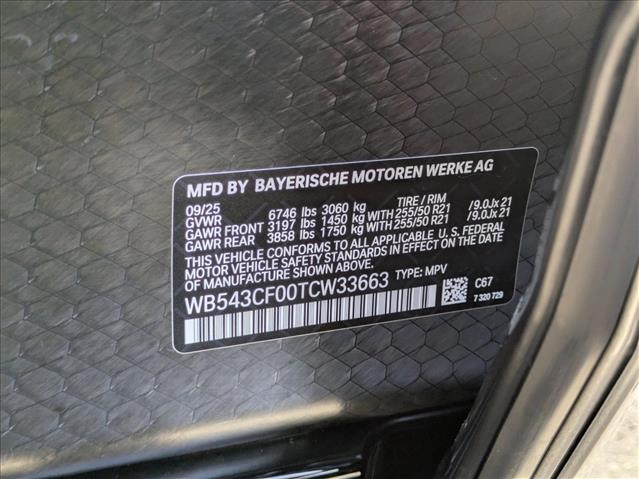 MFD BY BAYERISCHE MOTOREN WERKE AG
09/25 TIRE / RIM
GVWR 6746 lbs 3060 kg
GAWR FRONT 3197 lbs 1450 kg WITH 255/50 R21 /9.0Jx 21
GAWR REAR 3858 lbs 1750 kg WITH 255/50 R21 /9.0Jx 21
THIS VEHICLE CONFORMS TO ALL APPLICABLE U.S. FEDERAL
MOTOR VEHICLE SAFETY STANDARDS IN EFFECT ON THE DATE
OF MANUFACTURE SHOWN ABOVE.
WB543CF00TCW33663 TYPE: MPV
C67
7 320 729